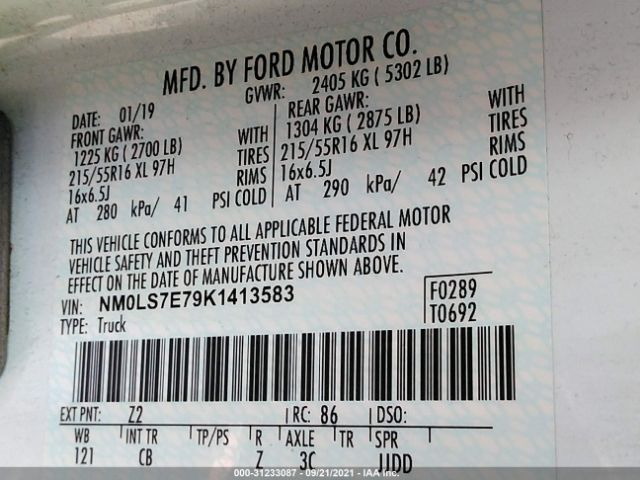 MFD. BY FORD MOTOR CO.
DATE: 01/19 GVWR: 2405 KG ( 5302 LB)
FRONT GAWR: REAR GAWR:
1225 KG ( 2700 LB) WITH 1304 KG ( 2875 LB) WITH
215/55R16 XL 97H TIRES 215/55R16 XL 97H TIRES
16x6.5J RIMS 16x6.5J RIMS
AT 280 kPa/ 41 PSI COLD AT 290 kPa/ 42 PSI COLD
THIS VEHICLE CONFORMS TO ALL APPLICABLE FEDERAL MOTOR
VEHICLE SAFETY AND THEFT PREVENTION STANDARDS IN
EFFECT ON THE DATE OF MANUFACTURE SHOWN ABOVE.
VIN: NM0LS7E79K1413583 F0289
TYPE: Truck T0692
EXT PNT: Z2 RC: 86 DSO:
WB INT TR TP/PS R AXLE TR SPR
121 CB Z 3C JJDD
000-31233087 - 09/21/2021 - IAA Inc.